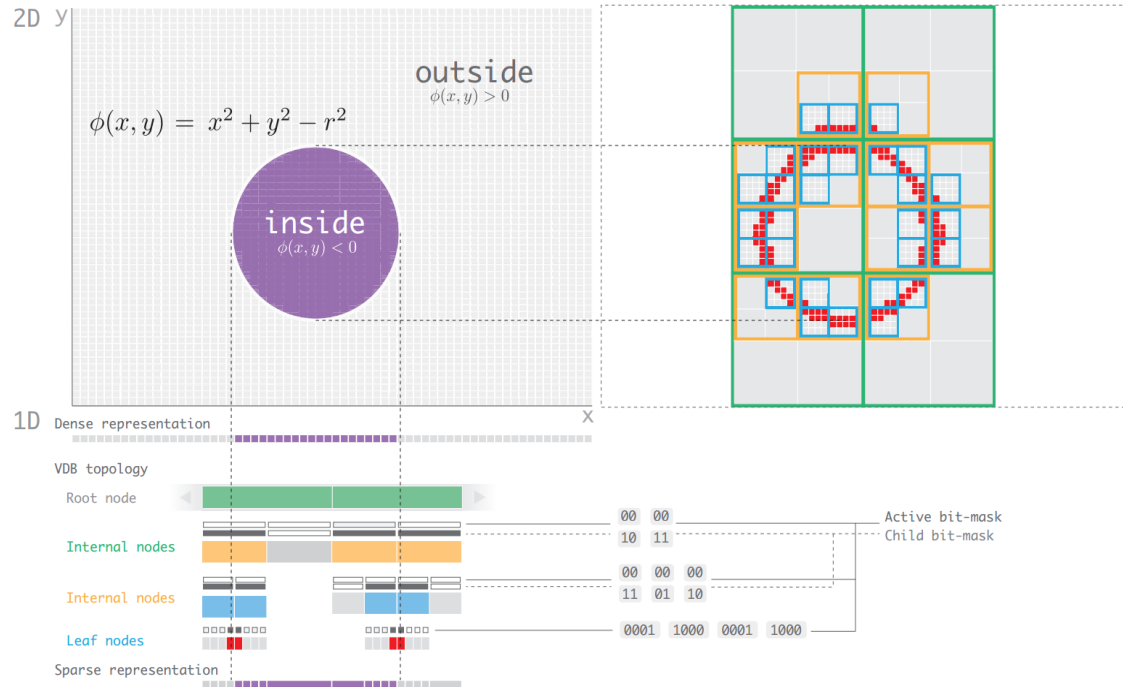 2D y
outside
ϕ(x, y) > 0
ϕ(x, y) = x² + y² − r²
inside
ϕ(x, y) < 0
x
1D Dense representation
VDB topology
Root node
00 00 Active bit-mask
10 11 Child bit-mask
Internal nodes
00 00 00
11 01 10
Internal nodes
0001 1000 0001 1000
Leaf nodes
Sparse representation